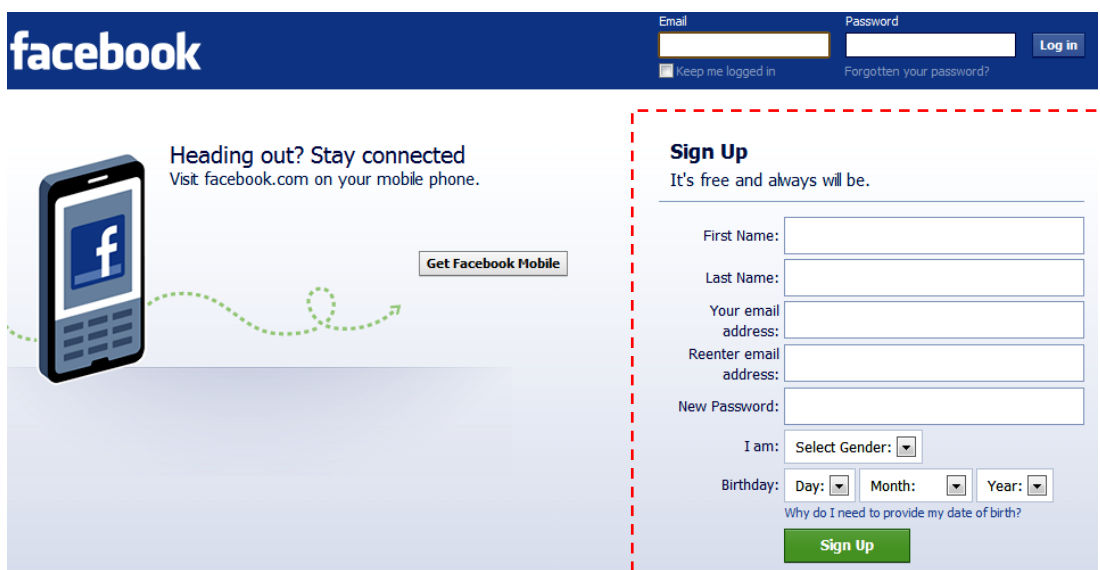 facebook
Email
Password
Log in
Keep me logged in
Forgotten your password?
Heading out? Stay connected
Visit facebook.com on your mobile phone.
f
Get Facebook Mobile
Sign Up
It's free and always will be.
First Name:
Last Name:
Your email
address:
Reenter email
address:
New Password:
I am: Select Gender:
Birthday: Day: Month: Year:
Why do I need to provide my date of birth?
Sign Up